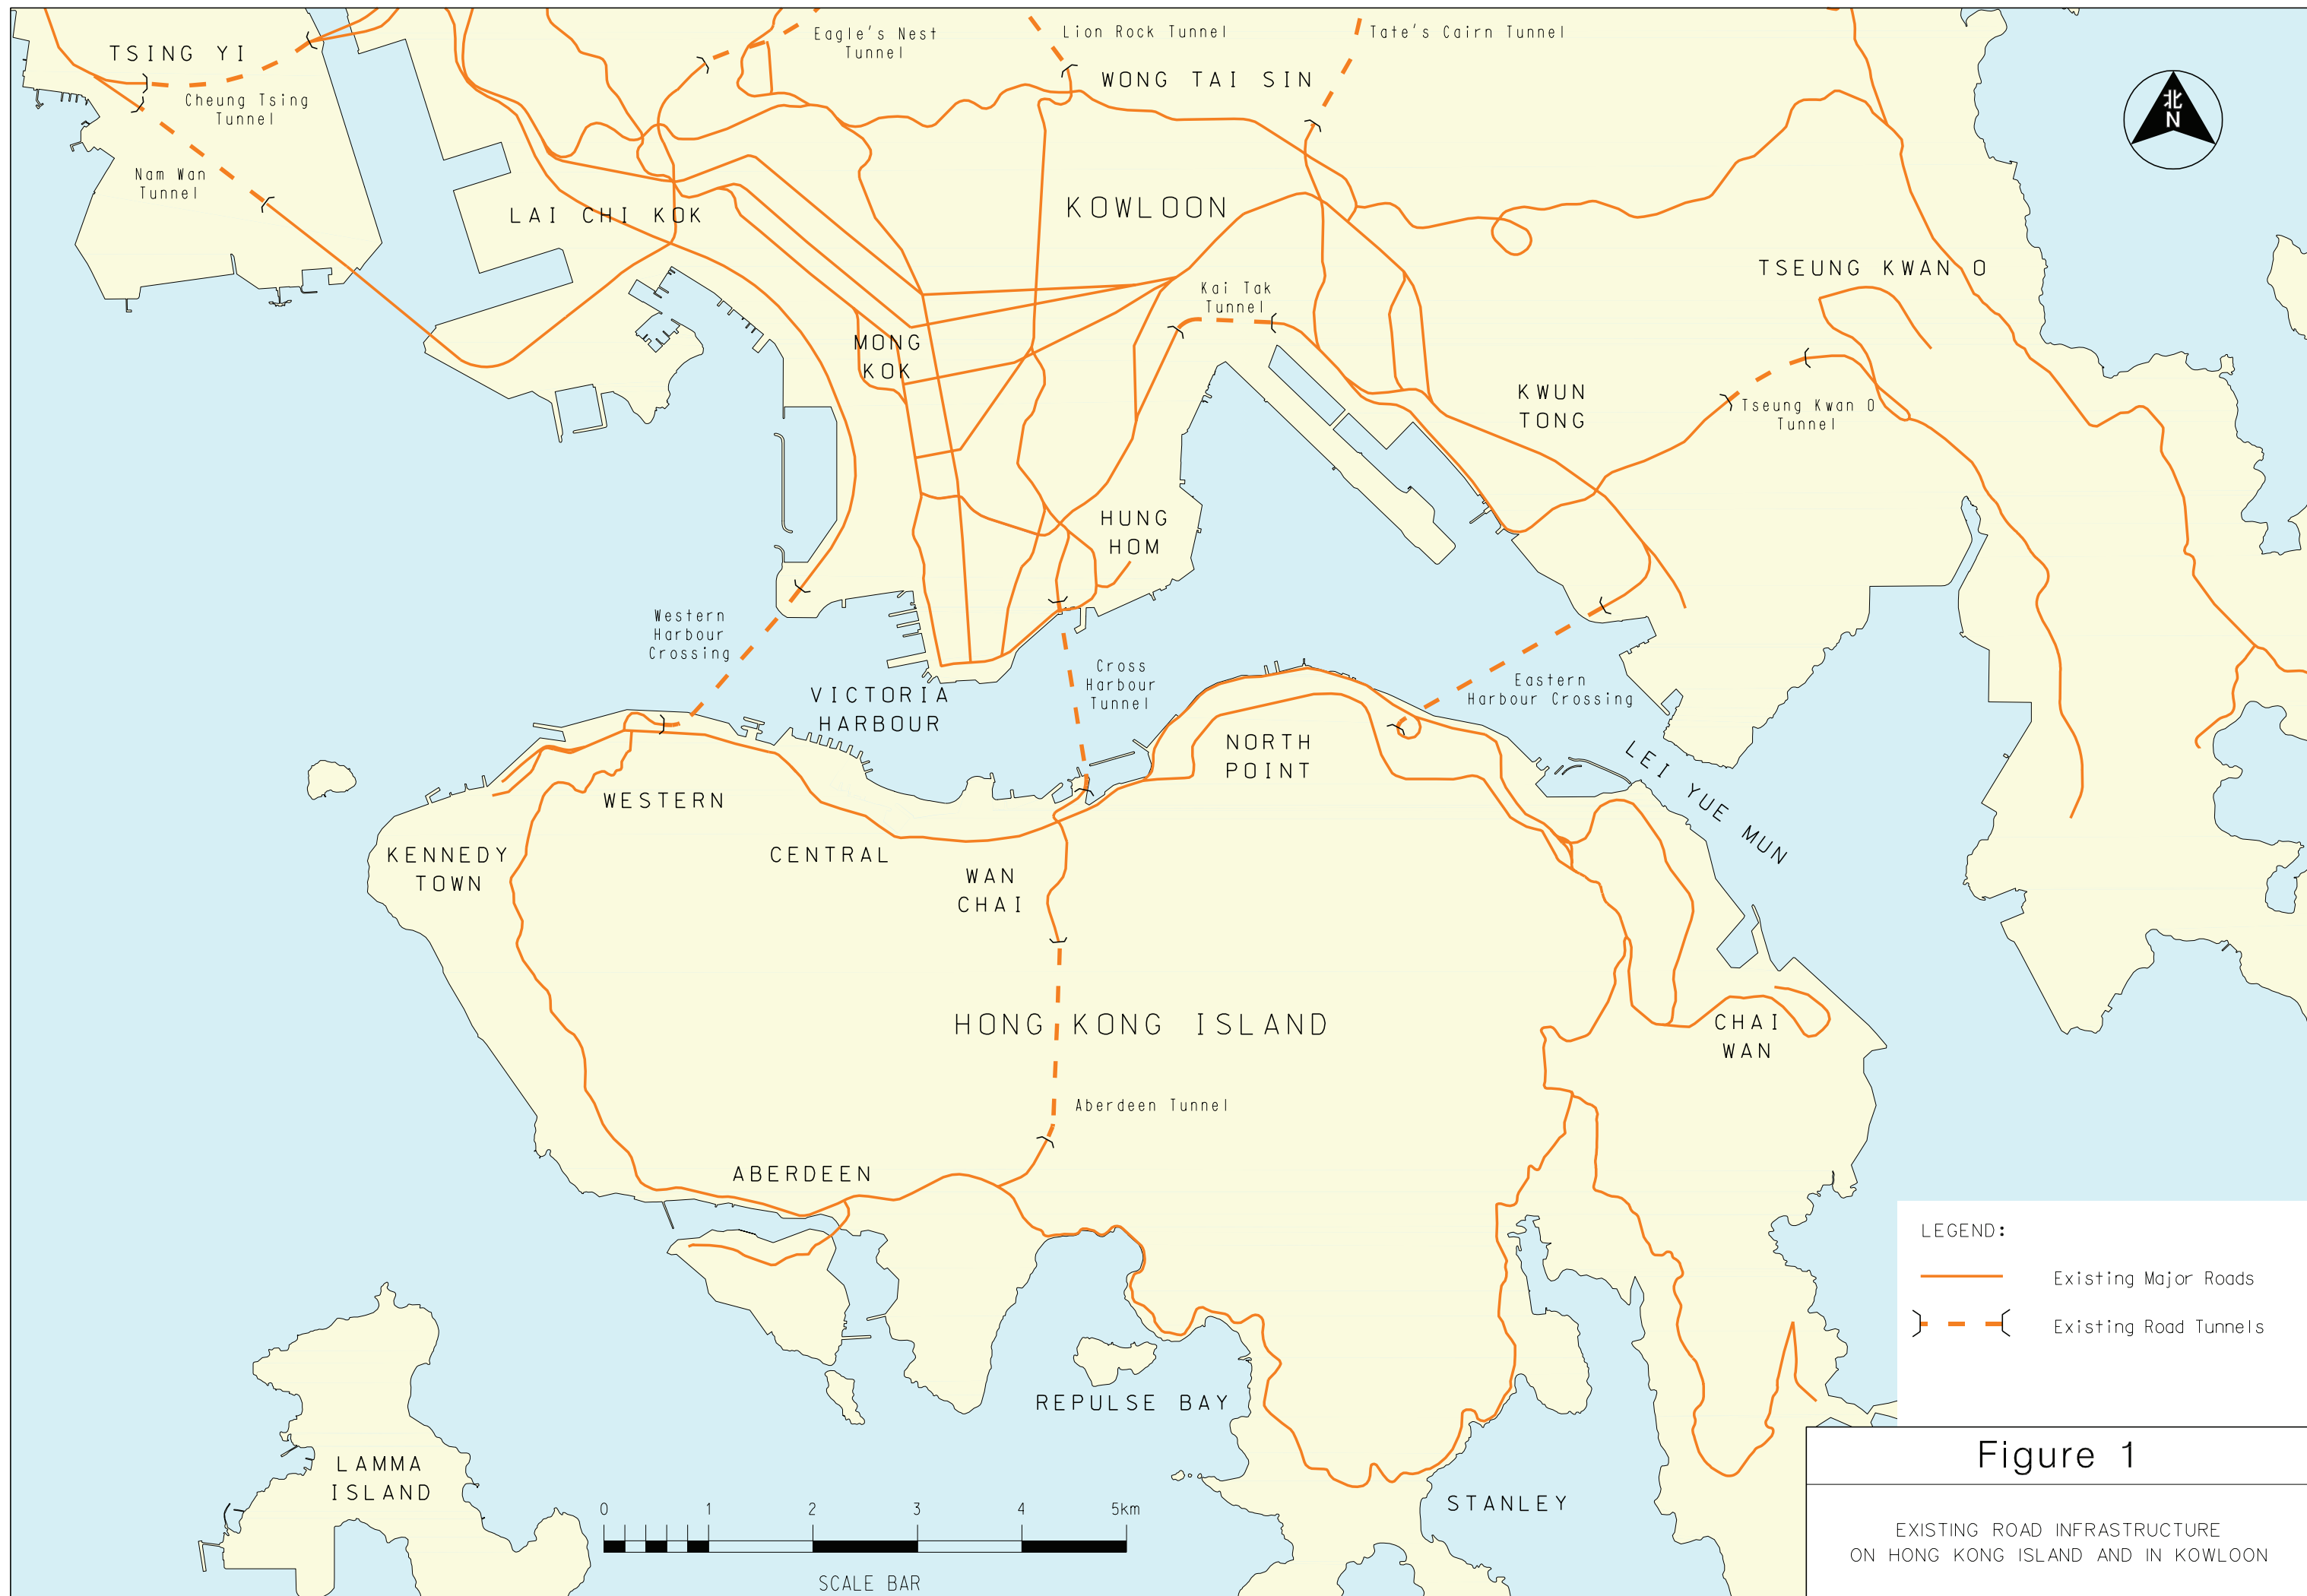 TSING YI
Cheung Tsing
Tunnel
Nam Wan
Tunnel
Eagle's Nest
Tunnel
Lion Rock Tunnel
Tate's Cairn Tunnel
WONG TAI SIN
北
N
LAI CHI KOK
KOWLOON
TSEUNG KWAN O
Kai Tak
Tunnel
MONG
KOK
KWUN
TONG
Tseung Kwan O
Tunnel
HUNG
HOM
Western
Harbour
Crossing
Cross
Harbour
Tunnel
Eastern
Harbour Crossing
VICTORIA
HARBOUR
NORTH
POINT
LEI YUE MUN
WESTERN
KENNEDY
TOWN
CENTRAL
WAN
CHAI
HONG KONG ISLAND
CHAI
WAN
Aberdeen Tunnel
ABERDEEN
REPULSE BAY
LAMMA
ISLAND
STANLEY
0 1 2 3 4 5km
SCALE BAR
LEGEND:
Existing Major Roads
Existing Road Tunnels
Figure 1
EXISTING ROAD INFRASTRUCTURE
ON HONG KONG ISLAND AND IN KOWLOON